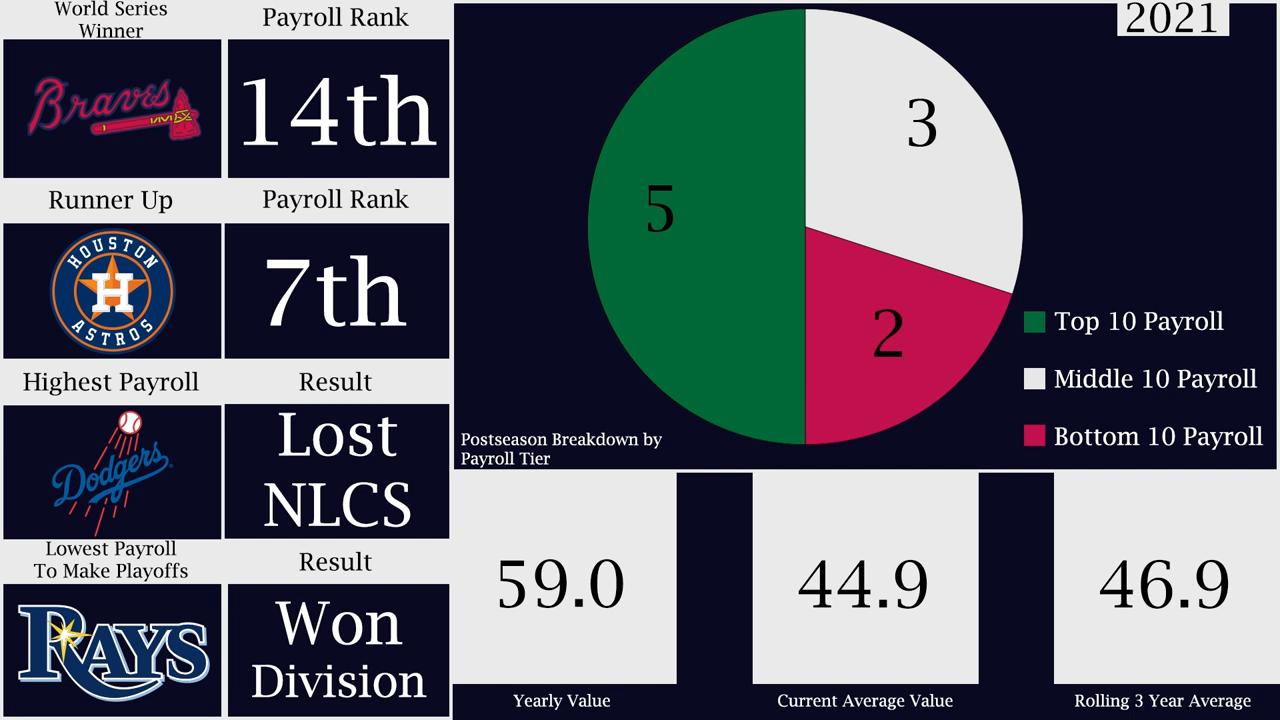 World Series
Winner
Payroll Rank
Braves
14th
Runner Up
Payroll Rank
HOUSTON
H
ASTROS
7th
Highest Payroll
Result
Dodgers
Lost
NLCS
Lowest Payroll
To Make Playoffs
Result
RAYS
Won
Division
2021
3
5
2
Top 10 Payroll
Middle 10 Payroll
Bottom 10 Payroll
Postseason Breakdown by
Payroll Tier
59.0
44.9
46.9
Yearly Value
Current Average Value
Rolling 3 Year Average